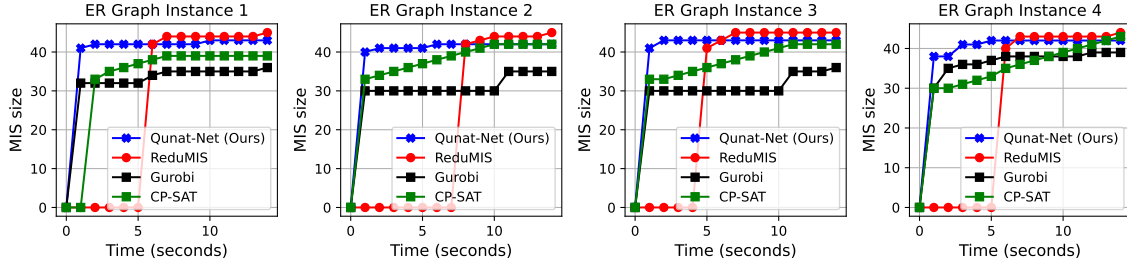 ER Graph Instance 1
MIS size
40
30
20
10
0
0
5
10
Time (seconds)
Qunat-Net (Ours)
ReduMIS
Gurobi
CP-SAT
ER Graph Instance 2
MIS size
40
30
20
10
0
0
5
10
Time (seconds)
Qunat-Net (Ours)
ReduMIS
Gurobi
CP-SAT
ER Graph Instance 3
MIS size
40
30
20
10
0
0
5
10
Time (seconds)
Qunat-Net (Ours)
ReduMIS
Gurobi
CP-SAT
ER Graph Instance 4
MIS size
40
30
20
10
0
0
5
10
Time (seconds)
Qunat-Net (Ours)
ReduMIS
Gurobi
CP-SAT